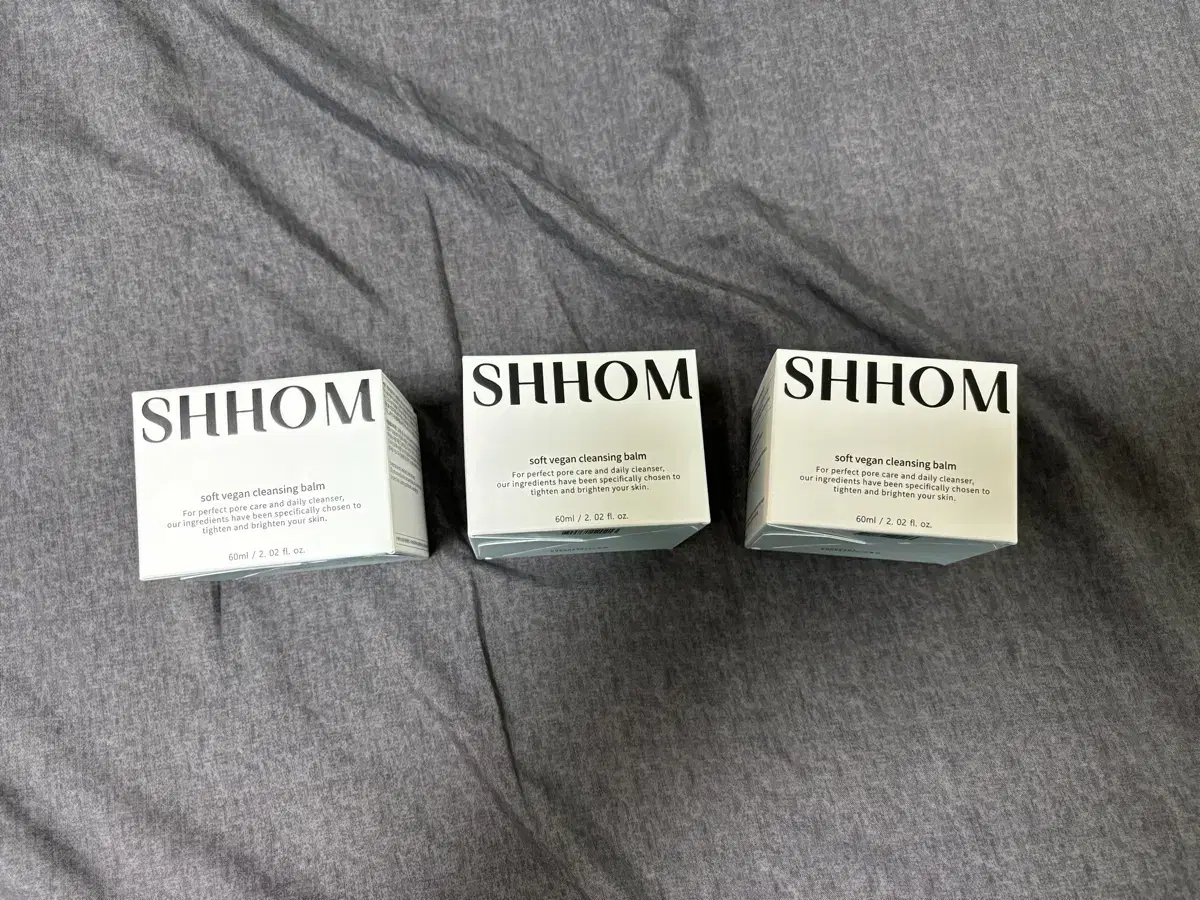 SHHOM
soft vegan cleansing balm
For perfect pore care and daily cleanser,
our ingredients have been specifically chosen to
tighten and brighten your skin.
60ml / 2. 02 fl. oz.
SHHOM
soft vegan cleansing balm
For perfect pore care and daily cleanser,
our ingredients have been specifically chosen to
tighten and brighten your skin.
60ml / 2. 02 fl. oz.
SHHOM
soft vegan cleansing balm
For perfect pore care and daily cleanser,
our ingredients have been specifically chosen to
tighten and brighten your skin.
60ml / 2. 02 fl. oz.